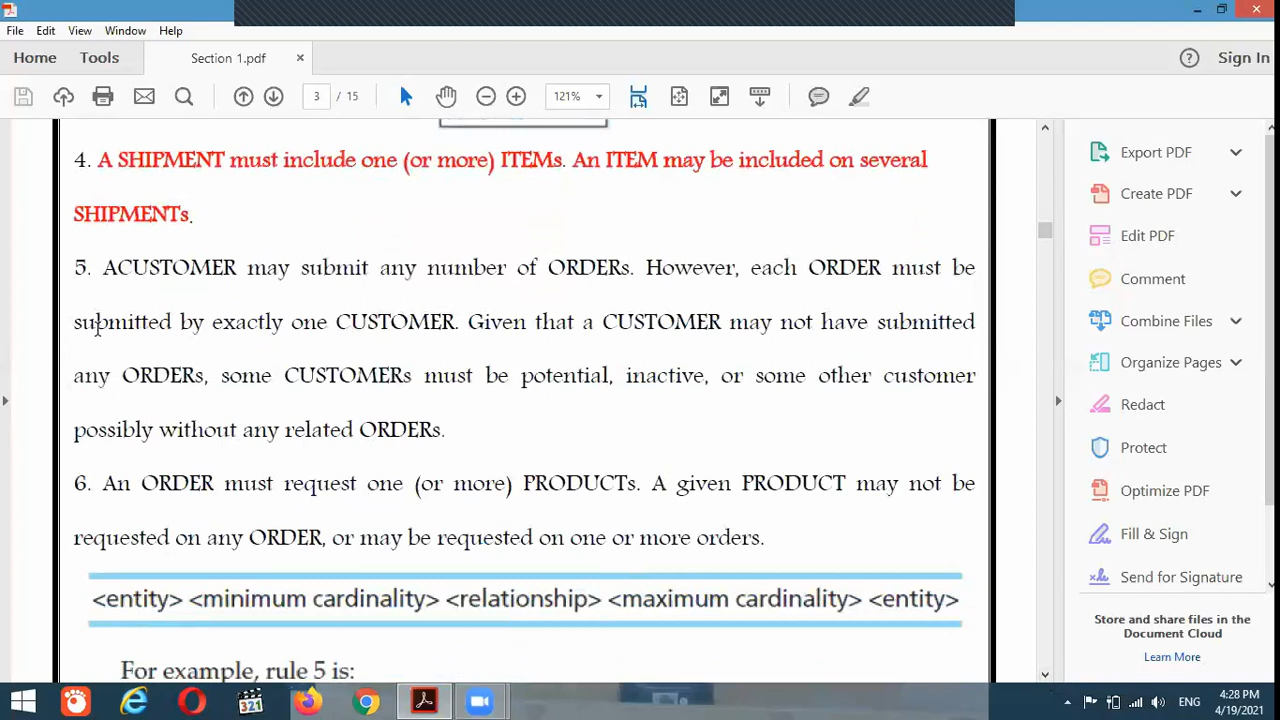 File Edit View Window Help
Home Tools Section 1.pdf × Sign In
3 / 15 121%
4. A SHIPMENT must include one (or more) ITEMs. An ITEM may be included on several
SHIPMENTs.
5. ACUSTOMER may submit any number of ORDERs. However, each ORDER must be
submitted by exactly one CUSTOMER. Given that a CUSTOMER may not have submitted
any ORDERs, some CUSTOMERs must be potential, inactive, or some other customer
possibly without any related ORDERs.
6. An ORDER must request one (or more) PRODUCTs. A given PRODUCT may not be
requested on any ORDER, or may be requested on one or more orders.
<entity> <minimum cardinality> <relationship> <maximum cardinality> <entity>
For example, rule 5 is:
Export PDF
Create PDF
Edit PDF
Comment
Combine Files
Organize Pages
Redact
Protect
Optimize PDF
Fill & Sign
Send for Signature
Store and share files in the
Document Cloud
Learn More
321
ENG
4:28 PM
4/19/2021